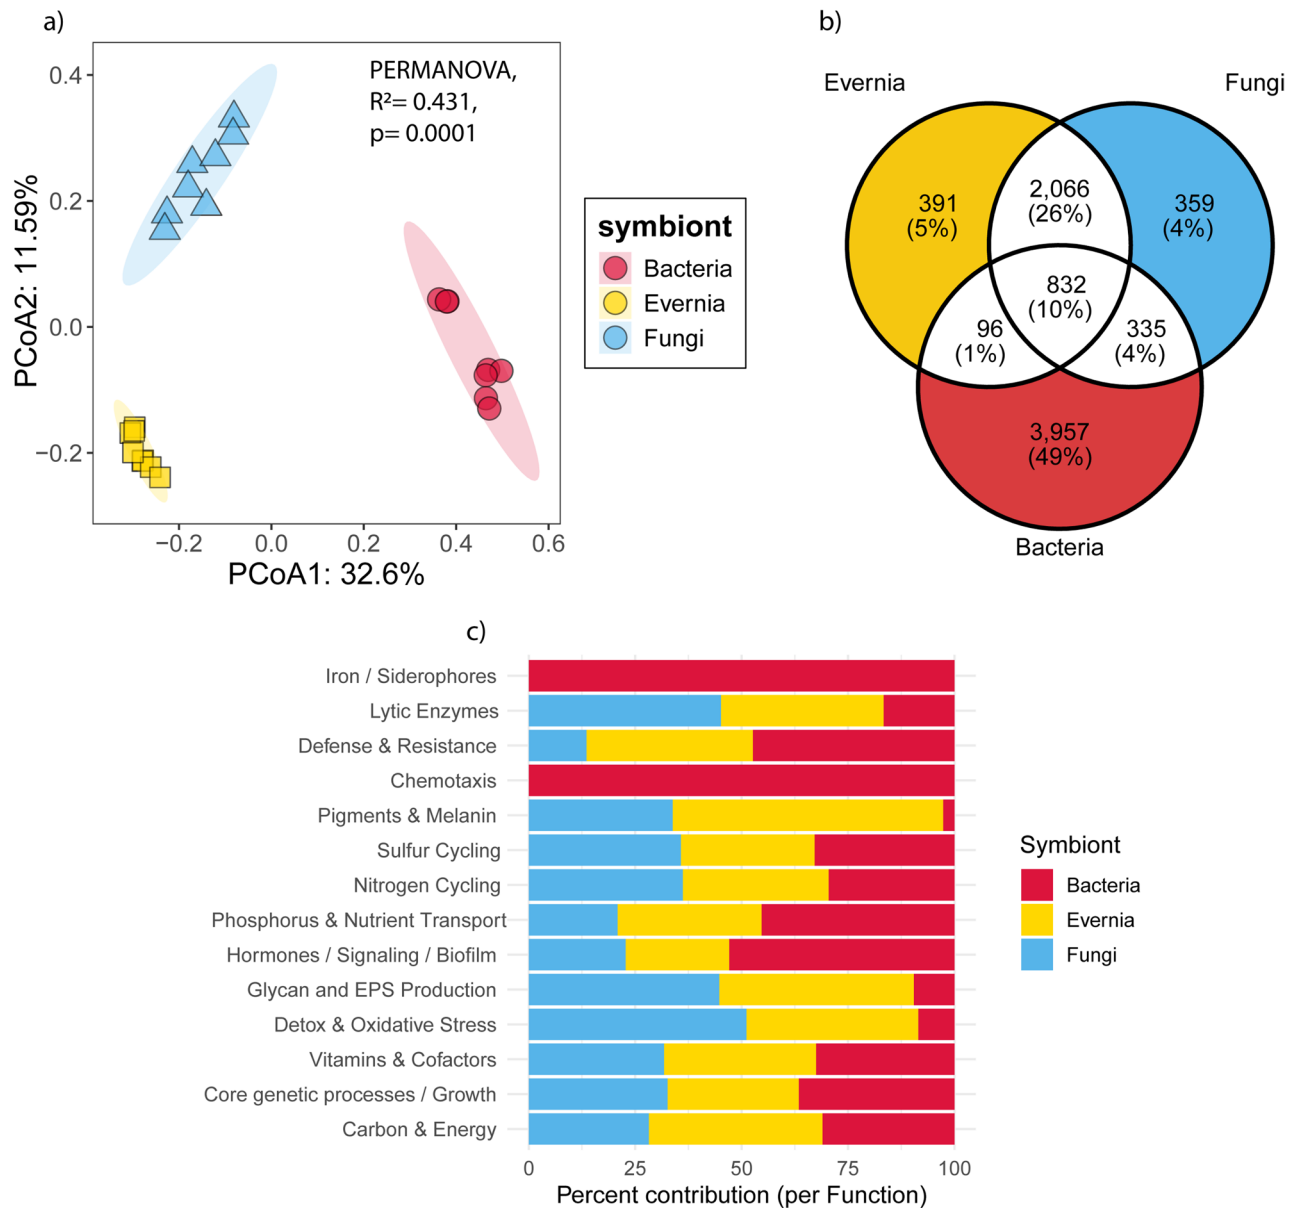 a)
PERMANOVA,
R²= 0.431,
p= 0.0001
0.4
0.2
0.0
−0.2
−0.2
0.0
0.2
0.4
0.6
PCoA2: 11.59%
PCoA1: 32.6%
symbiont
Bacteria
Evernia
Fungi
b)
Evernia
Fungi
391
(5%)
2,066
(26%)
359
(4%)
832
(10%)
96
(1%)
335
(4%)
3,957
(49%)
Bacteria
c)
Iron / Siderophores
Lytic Enzymes
Defense & Resistance
Chemotaxis
Pigments & Melanin
Sulfur Cycling
Nitrogen Cycling
Phosphorus & Nutrient Transport
Hormones / Signaling / Biofilm
Glycan and EPS Production
Detox & Oxidative Stress
Vitamins & Cofactors
Core genetic processes / Growth
Carbon & Energy
0
25
50
75
100
Percent contribution (per Function)
Symbiont
Bacteria
Evernia
Fungi